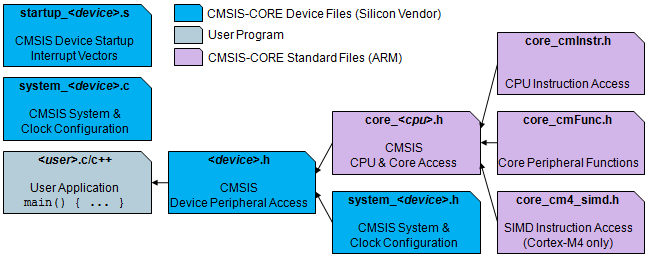 startup_<device>.s
CMSIS Device Startup
Interrupt Vectors
CMSIS-CORE Device Files (Silicon Vendor)
User Program
CMSIS-CORE Standard Files (ARM)
core_cmInstr.h
CPU Instruction Access
system_<device>.c
CMSIS System &
Clock Configuration
core_<cpu>.h
CMSIS
CPU & Core Access
core_cmFunc.h
Core Peripheral Functions
<user>.c/c++
User Application
main() { ... }
<device>.h
CMSIS
Device Peripheral Access
system_<device>.h
CMSIS System &
Clock Configuration
core_cm4_simd.h
SIMD Instruction Access
(Cortex-M4 only)